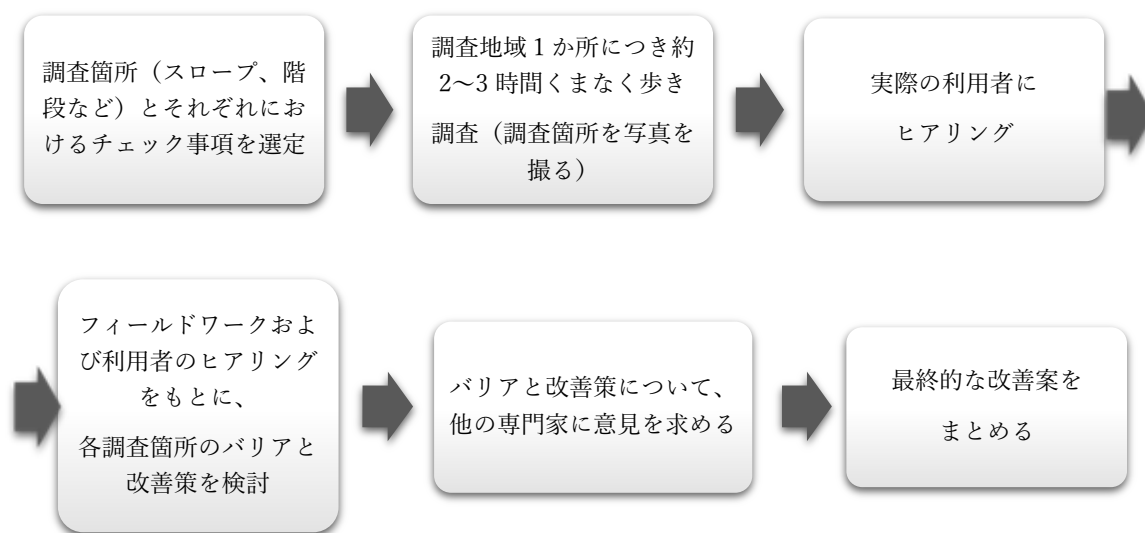 調査箇所（スロープ、階
段など）とそれぞれにお
けるチェック事項を選定
調査地域1か所につき約
2～3時間くまなく歩き
調査（調査箇所を写真を
撮る）
実際の利用者に
ヒアリング
フィールドワークおよ
び利用者のヒアリング
をもとに、
各調査箇所のバリアと
改善策を検討
バリアと改善策について、
他の専門家に意見を求める
最終的な改善案を
まとめる